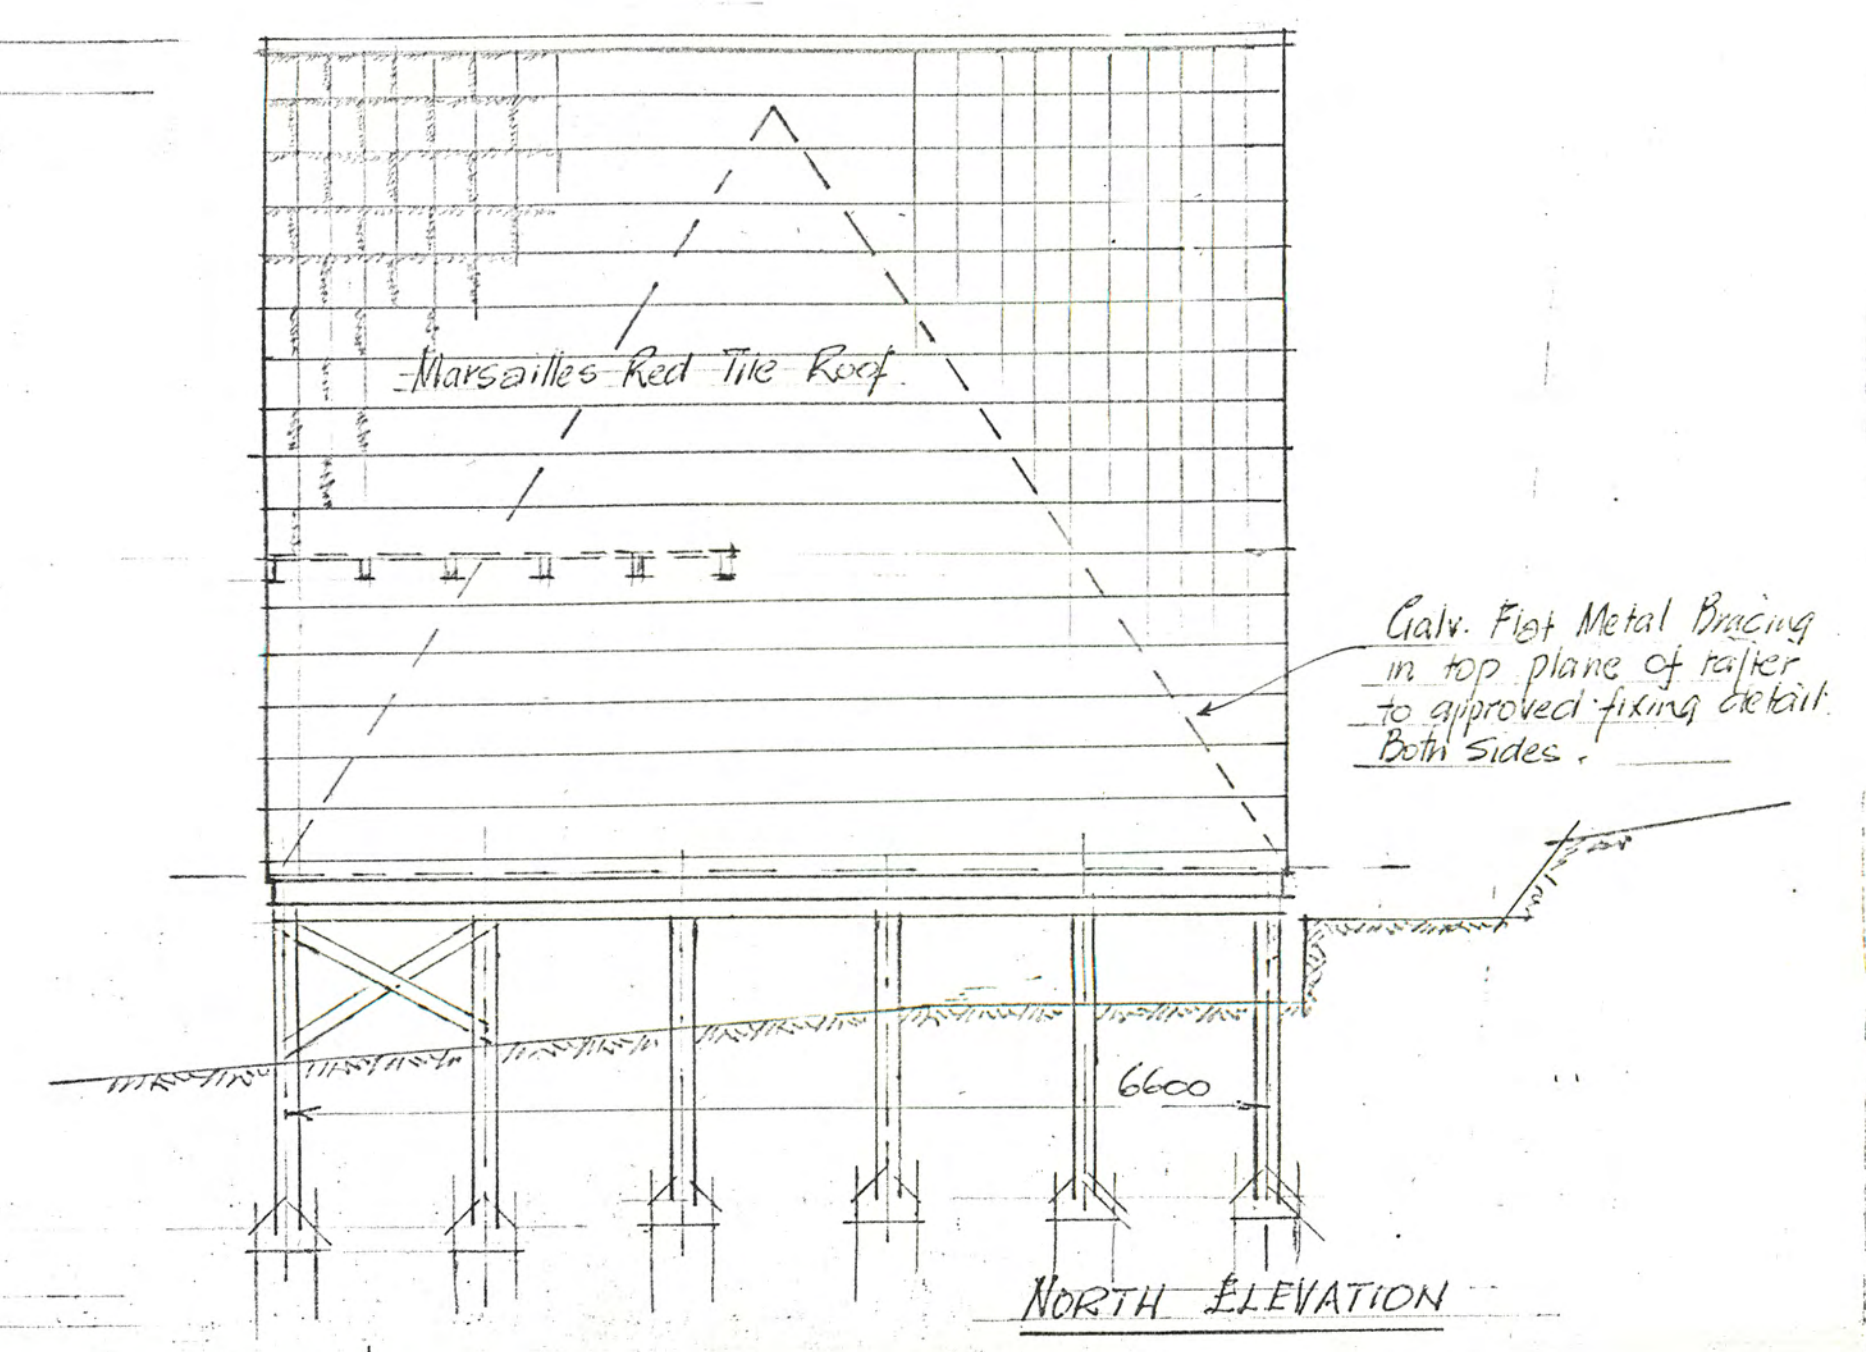 Marsailles Red Tile Roof
Galv. Flat Metal Bracing
in top plane of rafter
to approved fixing detail.
Both Sides.
6600
NORTH ELEVATION